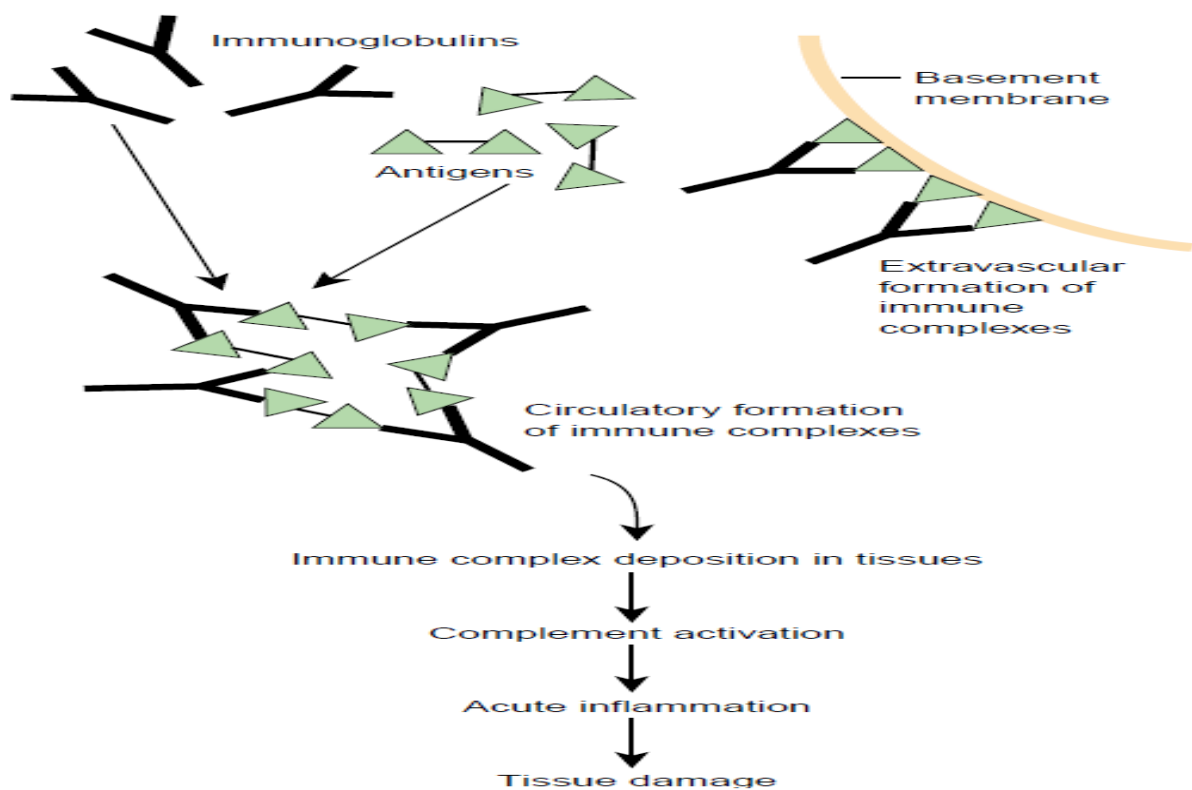 Immunoglobulins
Basement
membrane
Antigens
Extravascular
formation of
immune
complexes
Circulatory formation
of immune complexes
Immune complex deposition in tissues
Complement activation
Acute inflammation
Tissue damage